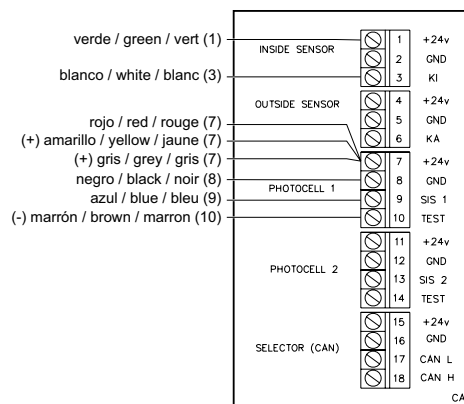 verde / green / vert (1)
blanco / white / blanc (3)
rojo / red / rouge (7)
(+) amarillo / yellow / jaune (7)
(+) gris / grey / gris (7)
negro / black / noir (8)
azul / blue / bleu (9)
(-) marrón / brown / marron (10)
INSIDE SENSOR
1 +24v
2 GND
3 KI
OUTSIDE SENSOR
4 +24v
5 GND
6 KA
PHOTOCELL 1
7 +24v
8 GND
9 SIS 1
10 TEST
PHOTOCELL 2
11 +24v
12 GND
13 SIS 2
14 TEST
SELECTOR (CAN)
15 +24v
16 GND
17 CAN L
18 CAN H
CA